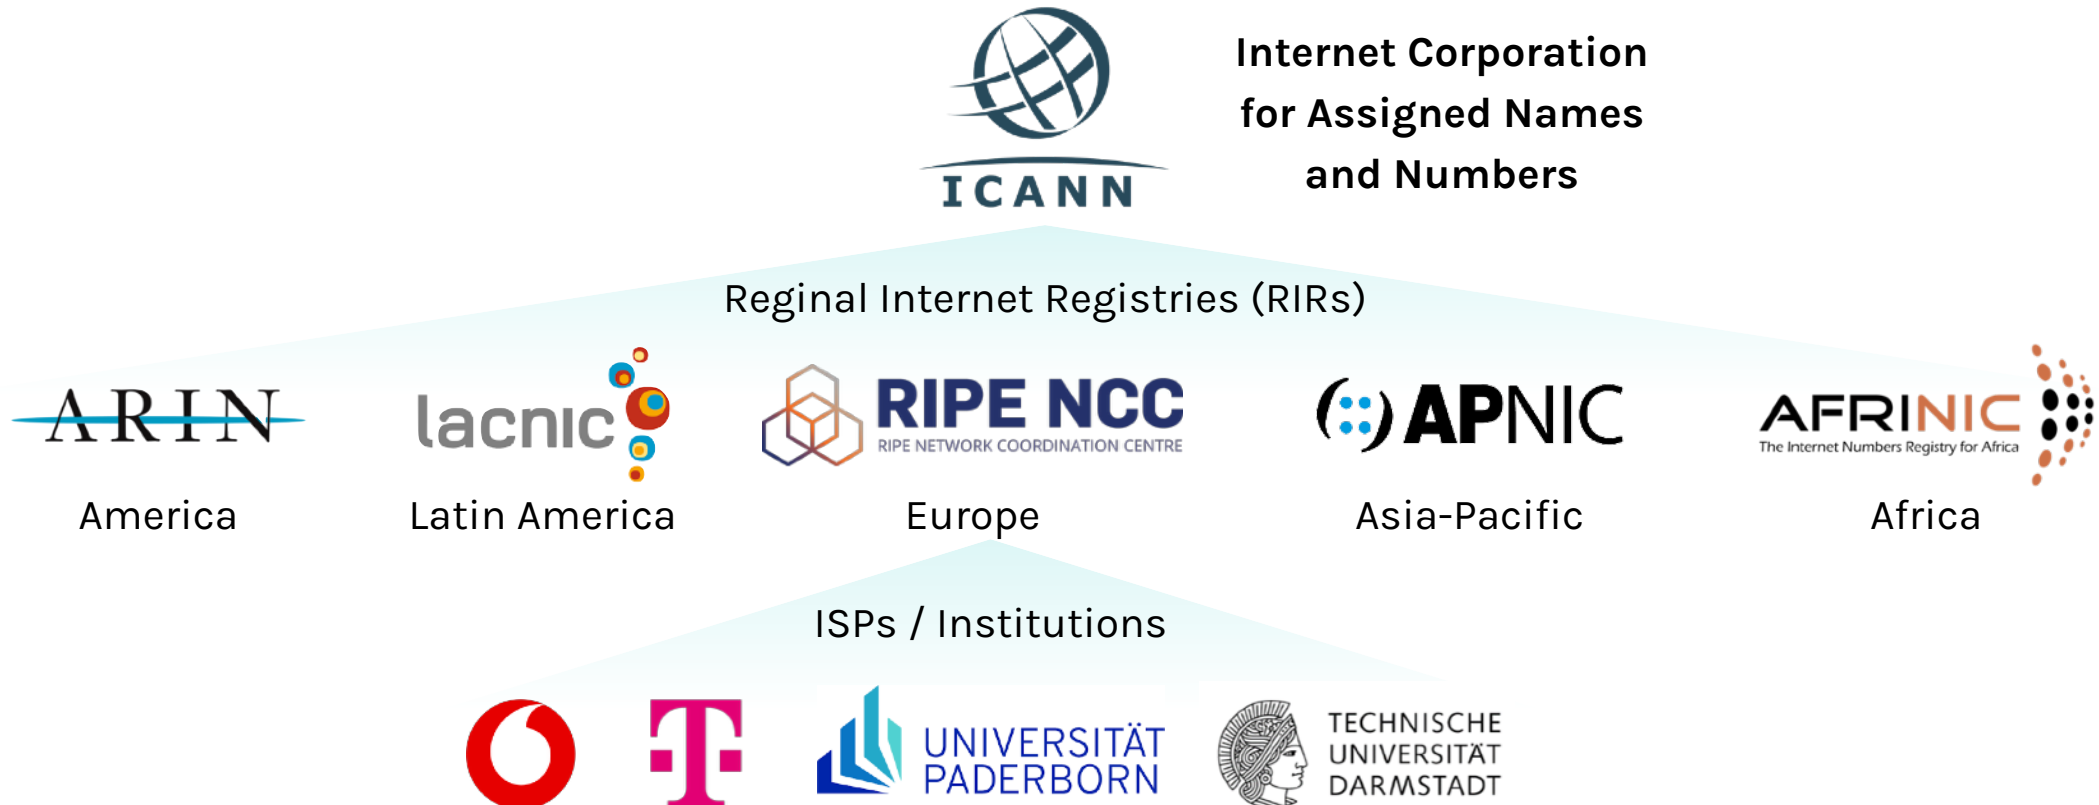 Internet Corporation
for Assigned Names
and Numbers
ICANN
Reginal Internet Registries (RIRs)
ARIN
lacnic
RIPE NCC
RIPE NETWORK COORDINATION CENTRE
APNIC
AFRINIC
The Internet Numbers Registry for Africa
America
Latin America
Europe
Asia-Pacific
Africa
ISPs / Institutions
T
UNIVERSITÄT
PADERBORN
TECHNISCHE
UNIVERSITÄT
DARMSTADT